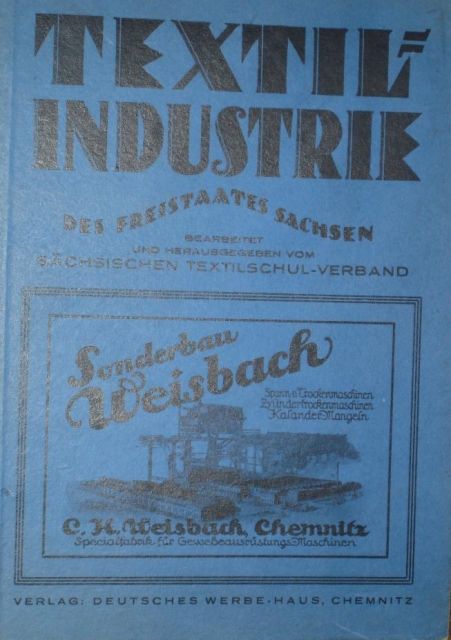 TEXTIL=
INDUSTRIE
DES FREISTAATES SACHSEN
BEARBEITET
UND HERAUSGEGEBEN VOM
SÄCHSISCHEN TEXTILSCHUL-VERBAND
Sonderbau
Weisbach
Spann-u.Trockenmaschinen
Zylindertrockenmaschinen
Kalander-Mangeln
C. H. Weisbach, Chemnitz
Specialfabrik für Gewebeausrüstungs-Maschinen
VERLAG: DEUTSCHES WERBE-HAUS, CHEMNITZ